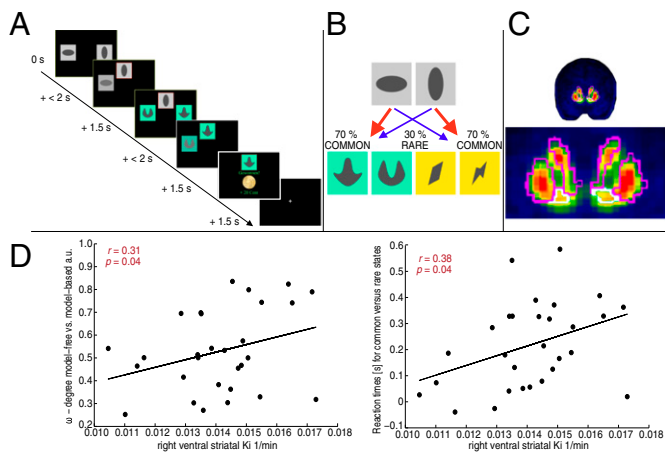 A
0 s
+ < 2 s
+ 1.5 s
+ <2 s
+ 1.5 s
+ 1.5 s
B
70 % 30 % 70 %
COMMON RARE COMMON
C
D
r = 0.31
p = 0.04
ω – degree model–free vs. model–based a.u.
1.0
0.9
0.8
0.7
0.6
0.5
0.4
0.3
0.2
0.010 0.011 0.012 0.013 0.014 0.015 0.016 0.017 0.018
right ventral striatal Ki 1/min
r = 0.38
p = 0.04
Reaction times [s] for common versus rare states
0.6
0.5
0.4
0.3
0.2
0.1
0
-0.1
0.010 0.011 0.012 0.013 0.014 0.015 0.016 0.017 0.018
right ventral striatal Ki 1/min